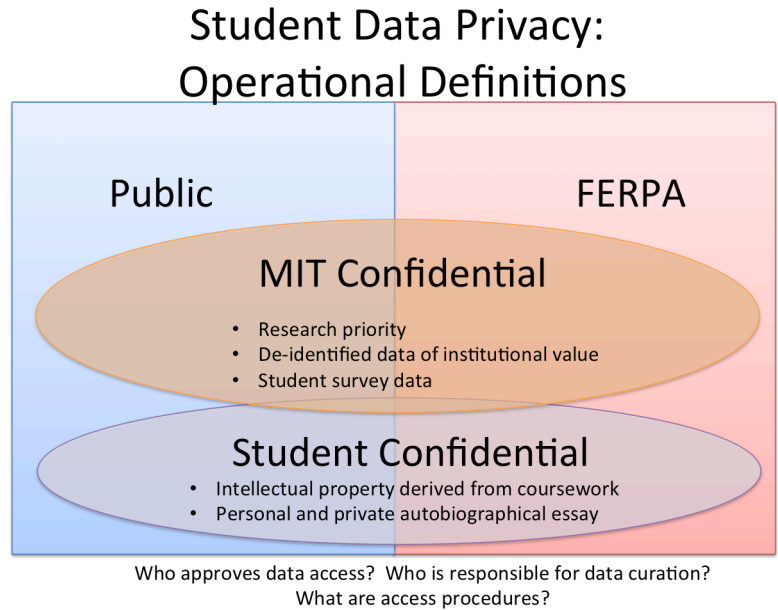 Student Data Privacy:
Operational Definitions
Public
FERPA
MIT Confidential
• Research priority
• De-identified data of institutional value
• Student survey data
Student Confidential
• Intellectual property derived from coursework
• Personal and private autobiographical essay
Who approves data access?  Who is responsible for data curation?
What are access procedures?